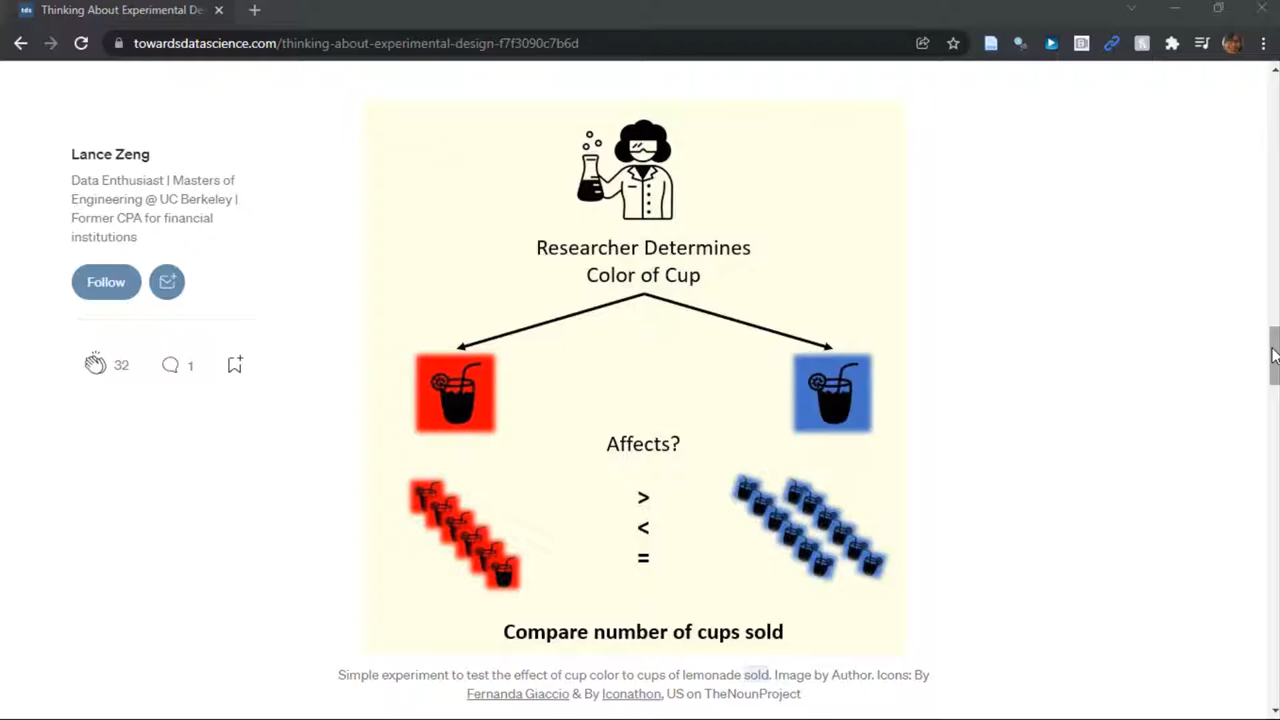 Thinking About Experimental De
towardsdatascience.com/thinking-about-experimental-design-f7f3090c7b6d
Lance Zeng
Data Enthusiast | Masters of
Engineering @ UC Berkeley |
Former CPA for financial
institutions
Follow
32
1
Researcher Determines
Color of Cup
Affects?
>
<
=
Compare number of cups sold
Simple experiment to test the effect of cup color to cups of lemonade sold. Image by Author. Icons: By
Fernanda Giaccio & By Iconathon, US on TheNounProject